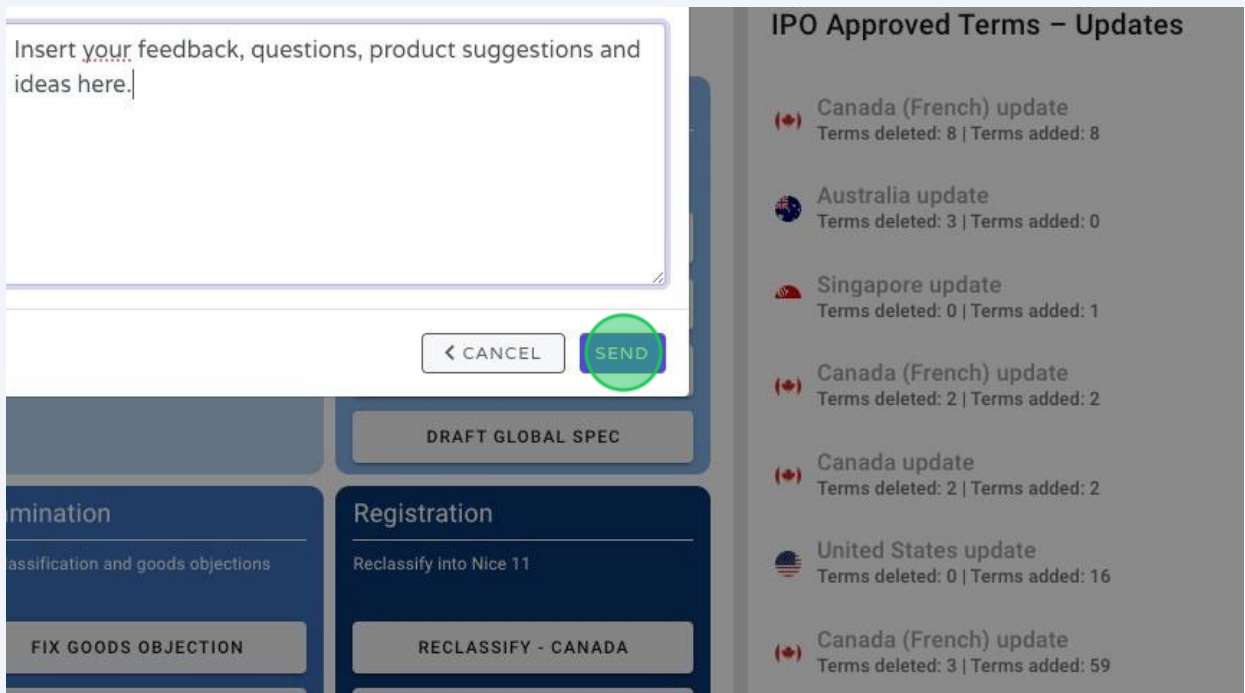 Insert your feedback, questions, product suggestions and
ideas here.
CANCEL
SEND
DRAFT GLOBAL SPEC
mination
assification and goods objections
FIX GOODS OBJECTION
Registration
Reclassify into Nice 11
RECLASSIFY - CANADA
IPO Approved Terms – Updates
Canada (French) update
Terms deleted: 8 | Terms added: 8
Australia update
Terms deleted: 3 | Terms added: 0
Singapore update
Terms deleted: 0 | Terms added: 1
Canada (French) update
Terms deleted: 2 | Terms added: 2
Canada update
Terms deleted: 2 | Terms added: 2
United States update
Terms deleted: 0 | Terms added: 16
Canada (French) update
Terms deleted: 3 | Terms added: 59